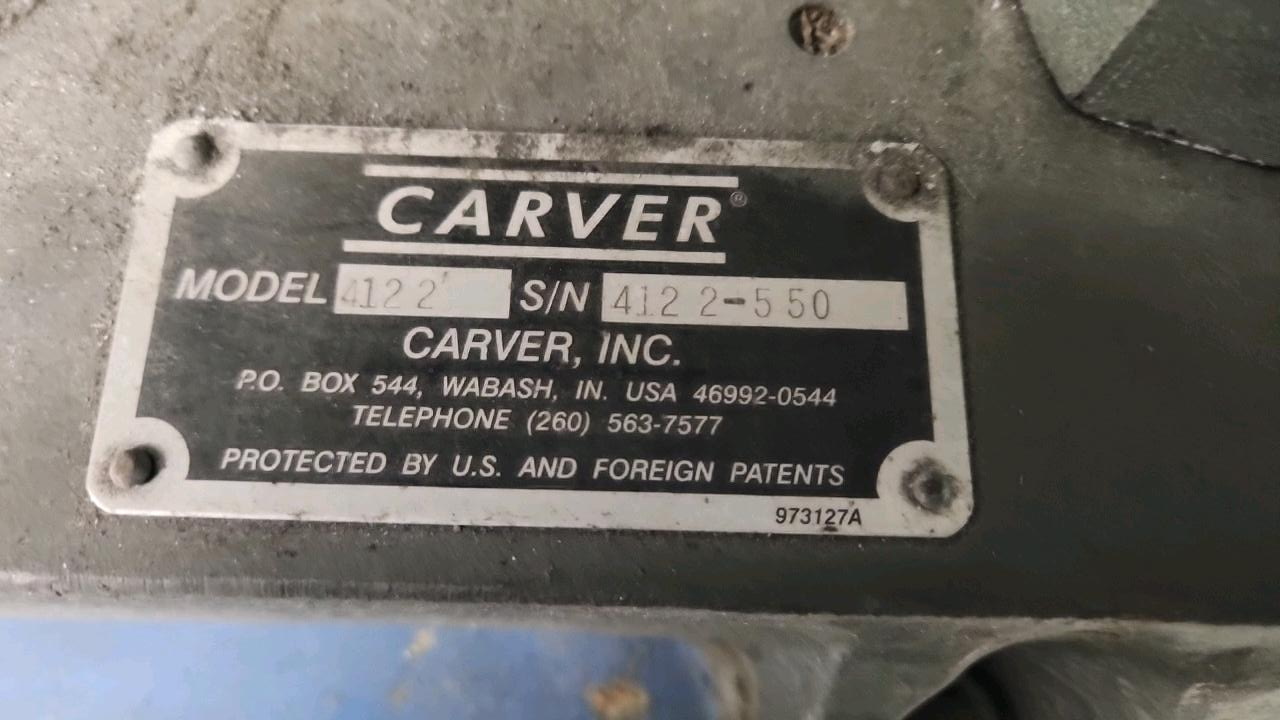 CARVER®
MODEL 4122 S/N 4122-550
CARVER, INC.
P.O. BOX 544, WABASH, IN. USA 46992-0544
TELEPHONE (260) 563-7577
PROTECTED BY U.S. AND FOREIGN PATENTS
973127A